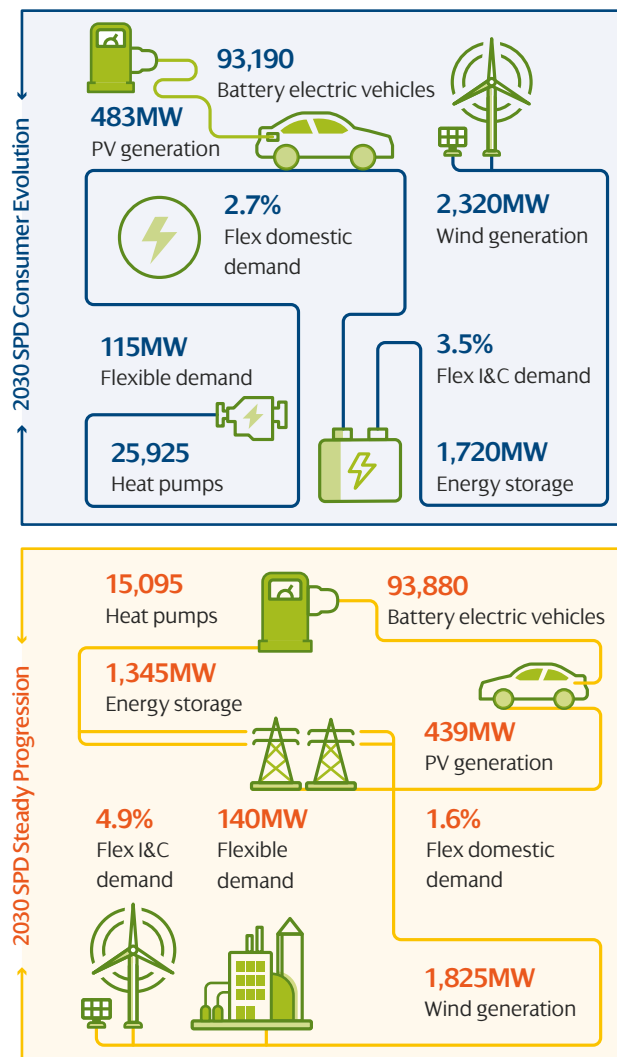 2030 SPD Consumer Evolution
93,190
Battery electric vehicles
483MW
PV generation
2.7%
Flex domestic
demand
2,320MW
Wind generation
115MW
Flexible demand
3.5%
Flex I&C demand
25,925
Heat pumps
1,720MW
Energy storage
2030 SPD Steady Progression
15,095
Heat pumps
93,880
Battery electric vehicles
1,345MW
Energy storage
439MW
PV generation
4.9%
Flex I&C
demand
140MW
Flexible
demand
1.6%
Flex domestic
demand
1,825MW
Wind generation